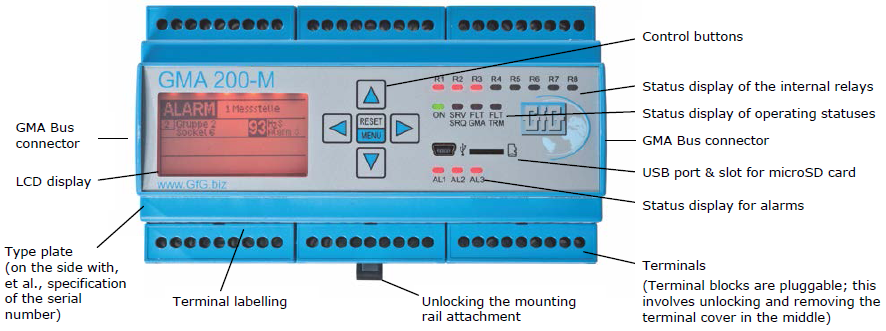 Control buttons
GMA 200-M
R1 R2 R3 R4 R5 R6 R7 R8
Status display of the internal relays
ALARM 1 Messstelle
2 Gruppe 2 93
Sockel 6
RESET
MENU
ON SRV FLT FLT
SRQ GMA TRM
GfG
Status display of operating statuses
GMA Bus
connector
GMA Bus connector
USB port & slot for microSD card
LCD display
www.GfG.biz
AL1 AL2 AL3
Status display for alarms
Type plate
(on the side with,
et al., specification
of the serial
number)
Terminal labelling
Unlocking the mounting
rail attachment
Terminals
(Terminal blocks are pluggable; this
involves unlocking and removing the
terminal cover in the middle)